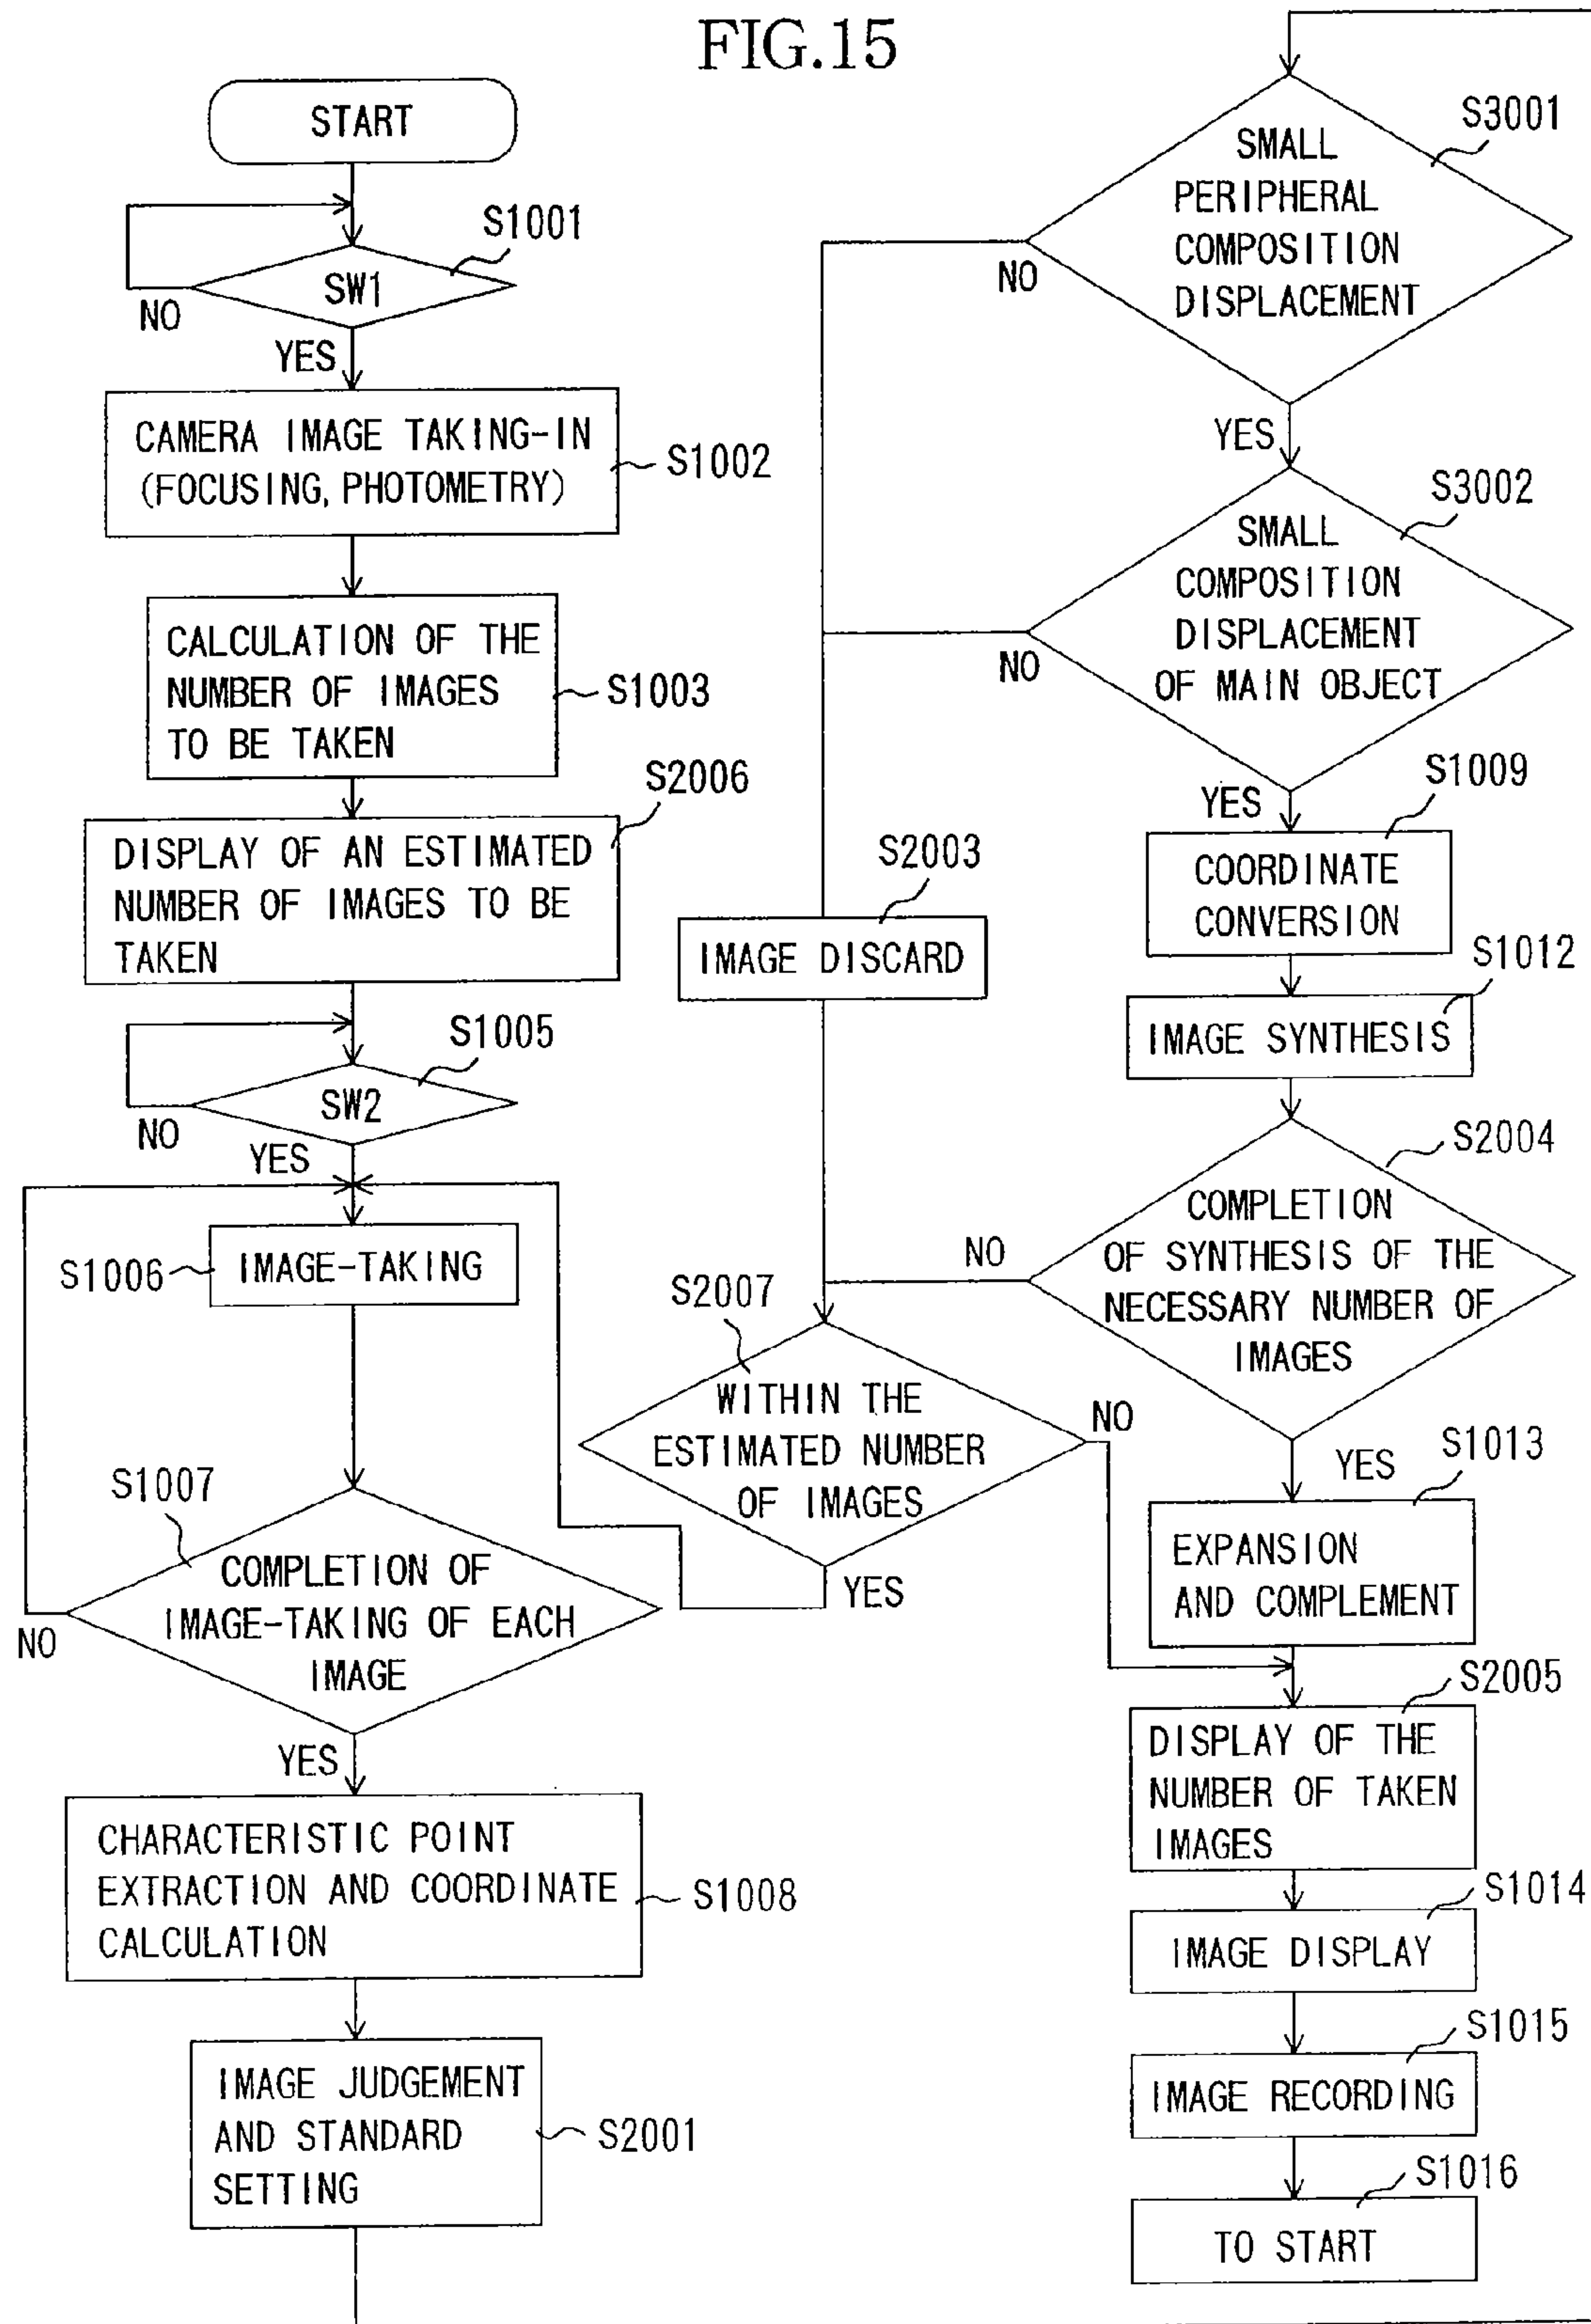 FIG.15
START
S1001
SW1
NO
YES
CAMERA IMAGE TAKING-IN
(FOCUSING, PHOTOMETRY)
S1002
CALCULATION OF THE
NUMBER OF IMAGES
TO BE TAKEN
S1003
S2006
DISPLAY OF AN ESTIMATED
NUMBER OF IMAGES TO BE
TAKEN
S1005
SW2
NO
YES
S1006
IMAGE-TAKING
S1007
COMPLETION OF
IMAGE-TAKING OF EACH
IMAGE
NO
YES
CHARACTERISTIC POINT
EXTRACTION AND COORDINATE
CALCULATION
S1008
IMAGE JUDGEMENT
AND STANDARD
SETTING
S2001
S3001
SMALL
PERIPHERAL
COMPOSITION
DISPLACEMENT
NO
YES
S3002
SMALL
COMPOSITION
DISPLACEMENT
OF MAIN OBJECT
NO
YES
S1009
COORDINATE
CONVERSION
S2003
IMAGE DISCARD
S1012
IMAGE SYNTHESIS
S2004
COMPLETION
OF SYNTHESIS OF THE
NECESSARY NUMBER OF
IMAGES
NO
YES
S2007
WITHIN THE
ESTIMATED NUMBER
OF IMAGES
NO
YES
S1013
EXPANSION
AND COMPLEMENT
S2005
DISPLAY OF THE
NUMBER OF TAKEN
IMAGES
S1014
IMAGE DISPLAY
S1015
IMAGE RECORDING
S1016
TO START